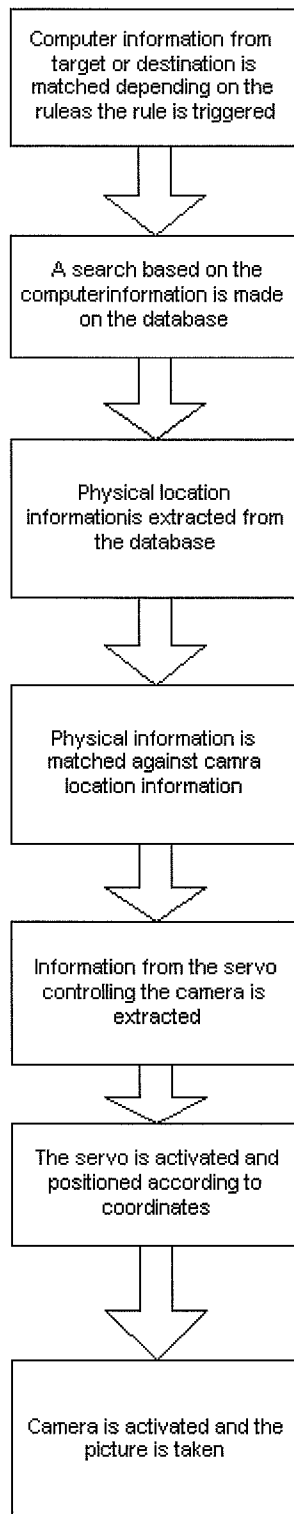 Computer information from
target or destination is
matched depending on the
ruleas the rule is triggered
A search based on the
computerinformation is made
on the database
Physical location
informationis extracted from
the database
Physical information is
matched against camra
location information
Information from the servo
controlling the camera is
extracted
The servo is activated and
positioned according to
coordinates
Camera is activated and the
picture is taken